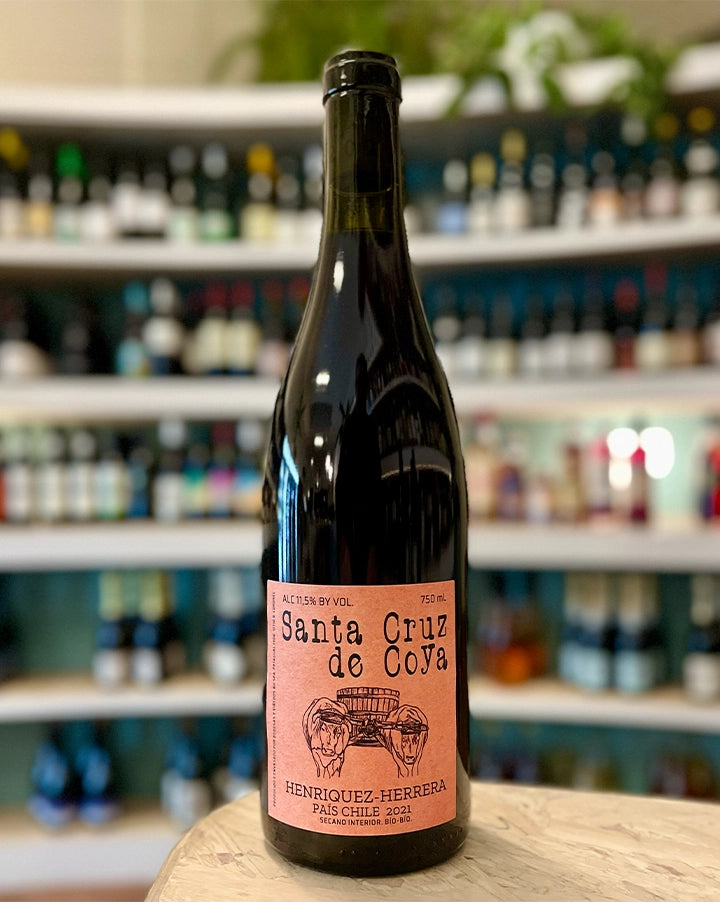 ALC 11,5% BY VOL. 750 mL
Santa Cruz
de Coya
HENRIQUEZ-HERRERA
PAÍS CHILE 2021
SECANO INTERIOR. BÍO-BÍO.